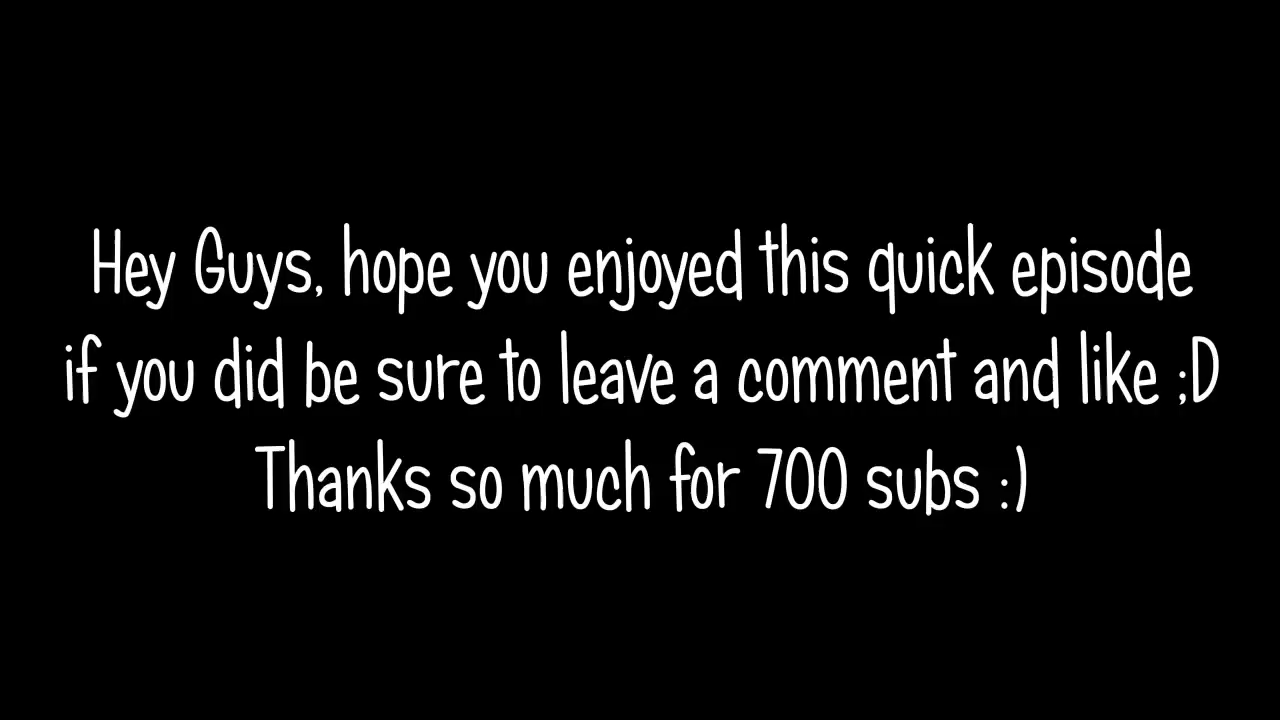 Hey Guys, hope you enjoyed this quick episode
if you did be sure to leave a comment and like ;D
Thanks so much for 700 subs :)